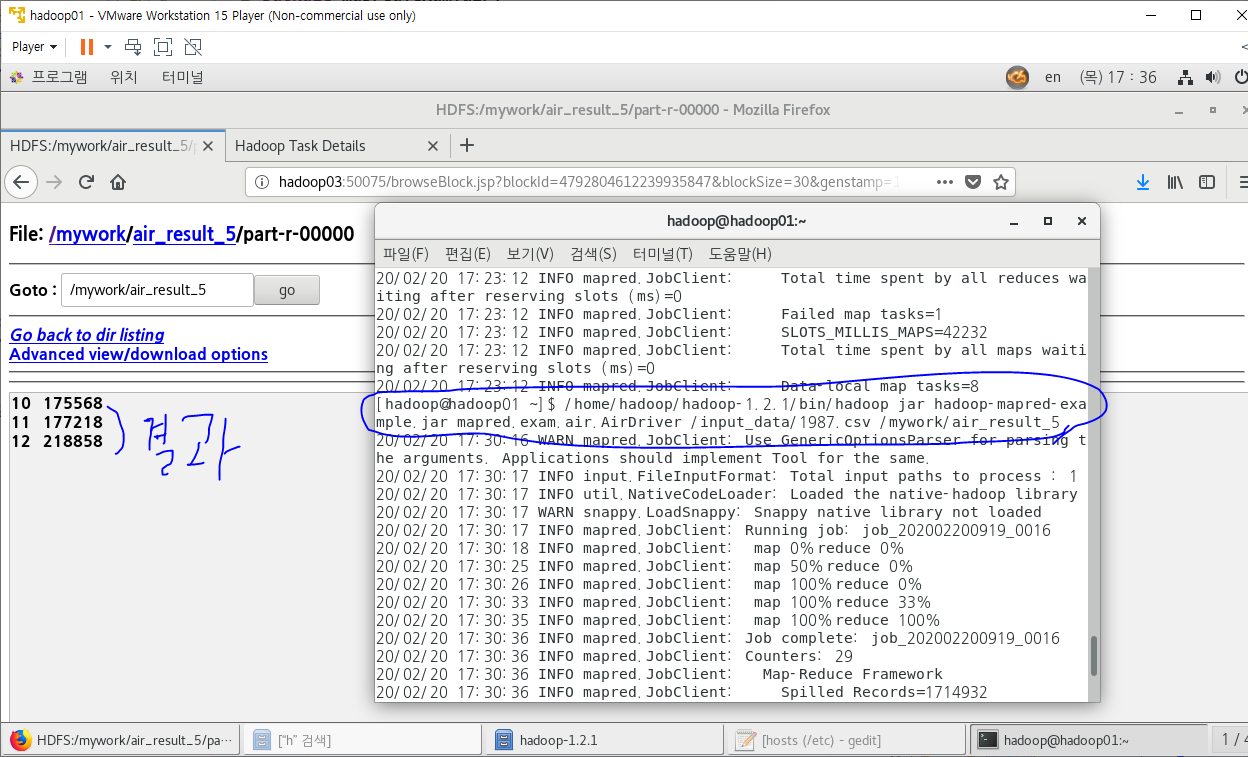 hadoop01 - VMware Workstation 15 Player (Non-commercial use only)
Player
프로그램 위치 터미널
en (목) 17 : 36
HDFS:/mywork/air_result_5/part-r-00000 - Mozilla Firefox
HDFS:/mywork/air_result_5/
Hadoop Task Details
hadoop03:50075/browseBlock.jsp?blockId=4792804612239935847&blockSize=30&genstamp=1
File: /mywork/air_result_5/part-r-00000
Goto : /mywork/air_result_5 go
Go back to dir listing
Advanced view/download options
10 175568
11 177218
12 218858
결과
hadoop@hadoop01:~
파일(F) 편집(E) 보기(V) 검색(S) 터미널(T) 도움말(H)
20/02/20 17:23:12 INFO mapred.JobClient: Total time spent by all reduces wa
iting after reserving slots (ms)=0
20/02/20 17:23:12 INFO mapred.JobClient: Failed map tasks=1
20/02/20 17:23:12 INFO mapred.JobClient: SLOTS_MILLIS_MAPS=42232
20/02/20 17:23:12 INFO mapred.JobClient: Total time spent by all maps waiti
ng after reserving slots (ms)=0
20/02/20 17:23:12 INFO mapred.JobClient: Data-local map tasks=8
[hadoop@hadoop01 ~]$ /home/hadoop/hadoop-1.2.1/bin/hadoop jar hadoop-mapred-exa
mple.jar mapred.exam.air.AirDriver /input_data/1987.csv /mywork/air_result_5
20/02/20 17:30:16 WARN mapred.JobClient: Use GenericOptionsParser for parsing t
he arguments. Applications should implement Tool for the same.
20/02/20 17:30:17 INFO input.FileInputFormat: Total input paths to process : 1
20/02/20 17:30:17 INFO util.NativeCodeLoader: Loaded the native-hadoop library
20/02/20 17:30:17 WARN snappy.LoadSnappy: Snappy native library not loaded
20/02/20 17:30:17 INFO mapred.JobClient: Running job: job_202002200919_0016
20/02/20 17:30:18 INFO mapred.JobClient: map 0% reduce 0%
20/02/20 17:30:25 INFO mapred.JobClient: map 50% reduce 0%
20/02/20 17:30:26 INFO mapred.JobClient: map 100% reduce 0%
20/02/20 17:30:33 INFO mapred.JobClient: map 100% reduce 33%
20/02/20 17:30:35 INFO mapred.JobClient: map 100% reduce 100%
20/02/20 17:30:36 INFO mapred.JobClient: Job complete: job_202002200919_0016
20/02/20 17:30:36 INFO mapred.JobClient: Counters: 29
20/02/20 17:30:36 INFO mapred.JobClient: Map-Reduce Framework
20/02/20 17:30:36 INFO mapred.JobClient: Spilled Records=1714932
HDFS:/mywork/air_result_5/pa…
["h" 검색]
hadoop-1.2.1
[hosts (/etc) - gedit]
hadoop@hadoop01:~
1 / 4